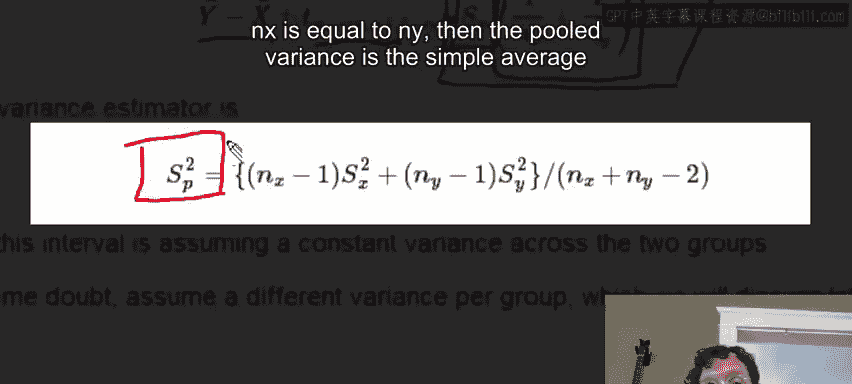 GPT中英字幕课程资源@bilibili.com
Y - X
nx is equal to ny, then the pooled
variance is the simple average
variance estimator is
S_p^2 = {(n_x − 1)S_x^2 + (n_y − 1)S_y^2}/(n_x + n_y − 2)
this interval is assuming a constant variance across the two groups
me doubt, assume a different variance per group,